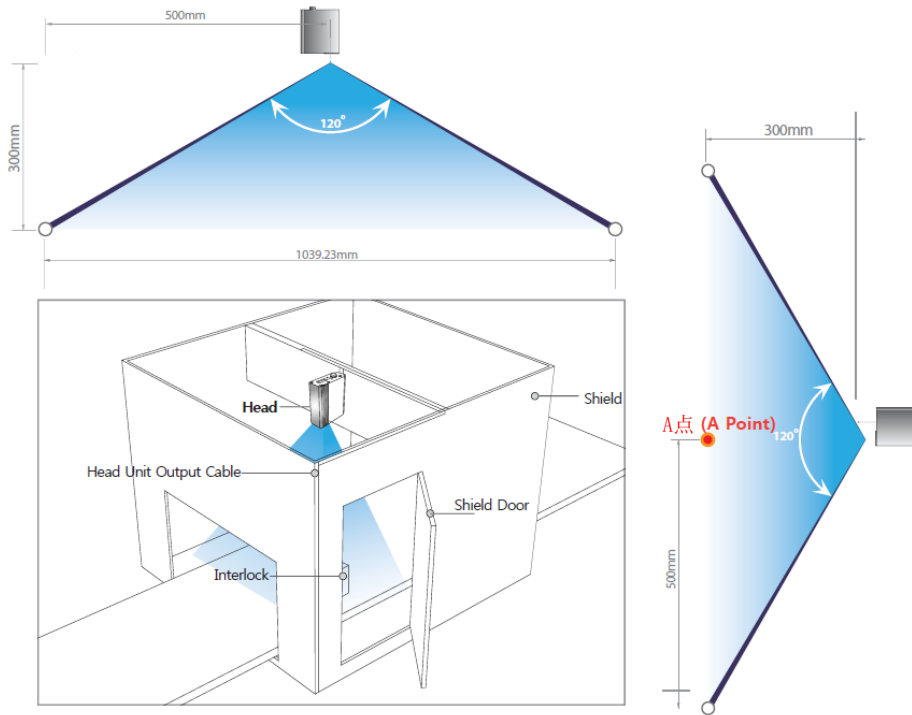 500mm
300mm
120°
1039.23mm
300mm
A点 (A Point)
120°
500mm
Head
Shield
Head Unit Output Cable
Shield Door
Interlock